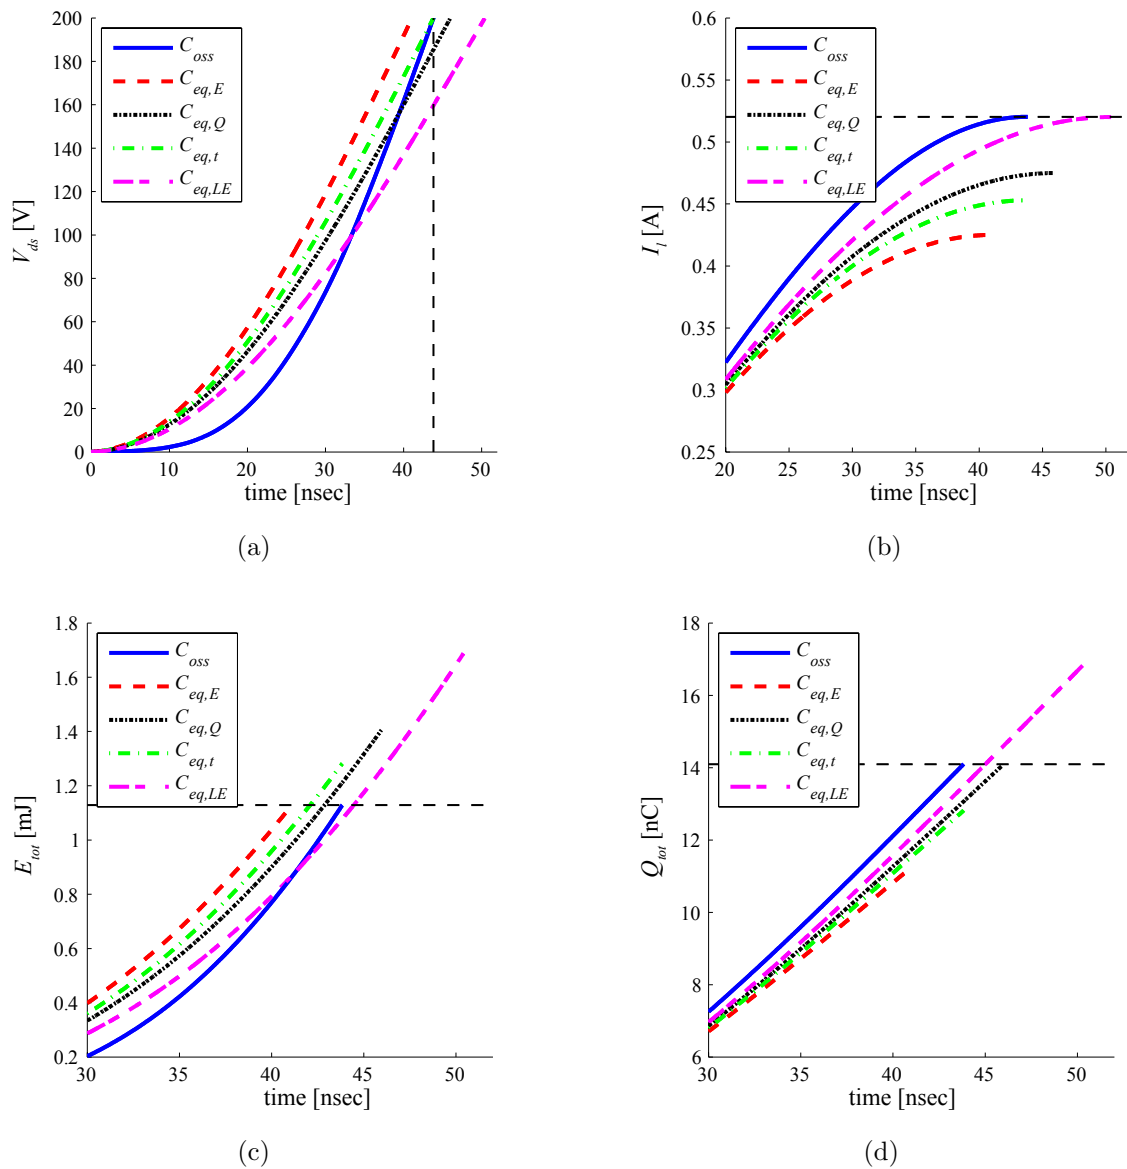 200
180
160
140
120
100
80
60
40
20
0
V_ds [V]
C_oss
C_eq,E
C_eq,Q
C_eq,t
C_eq,LE
0 10 20 30 40 50
time [nsec]
(a)
0.6
0.55
0.5
0.45
0.4
0.35
0.3
0.25
I_l [A]
C_oss
C_eq,E
C_eq,Q
C_eq,t
C_eq,LE
20 25 30 35 40 45 50
time [nsec]
(b)
1.8
1.6
1.4
1.2
1
0.8
0.6
0.4
0.2
E_tot [mJ]
C_oss
C_eq,E
C_eq,Q
C_eq,t
C_eq,LE
30 35 40 45 50
time [nsec]
(c)
18
16
14
12
10
8
6
Q_tot [nC]
C_oss
C_eq,E
C_eq,Q
C_eq,t
C_eq,LE
30 35 40 45 50
time [nsec]
(d)